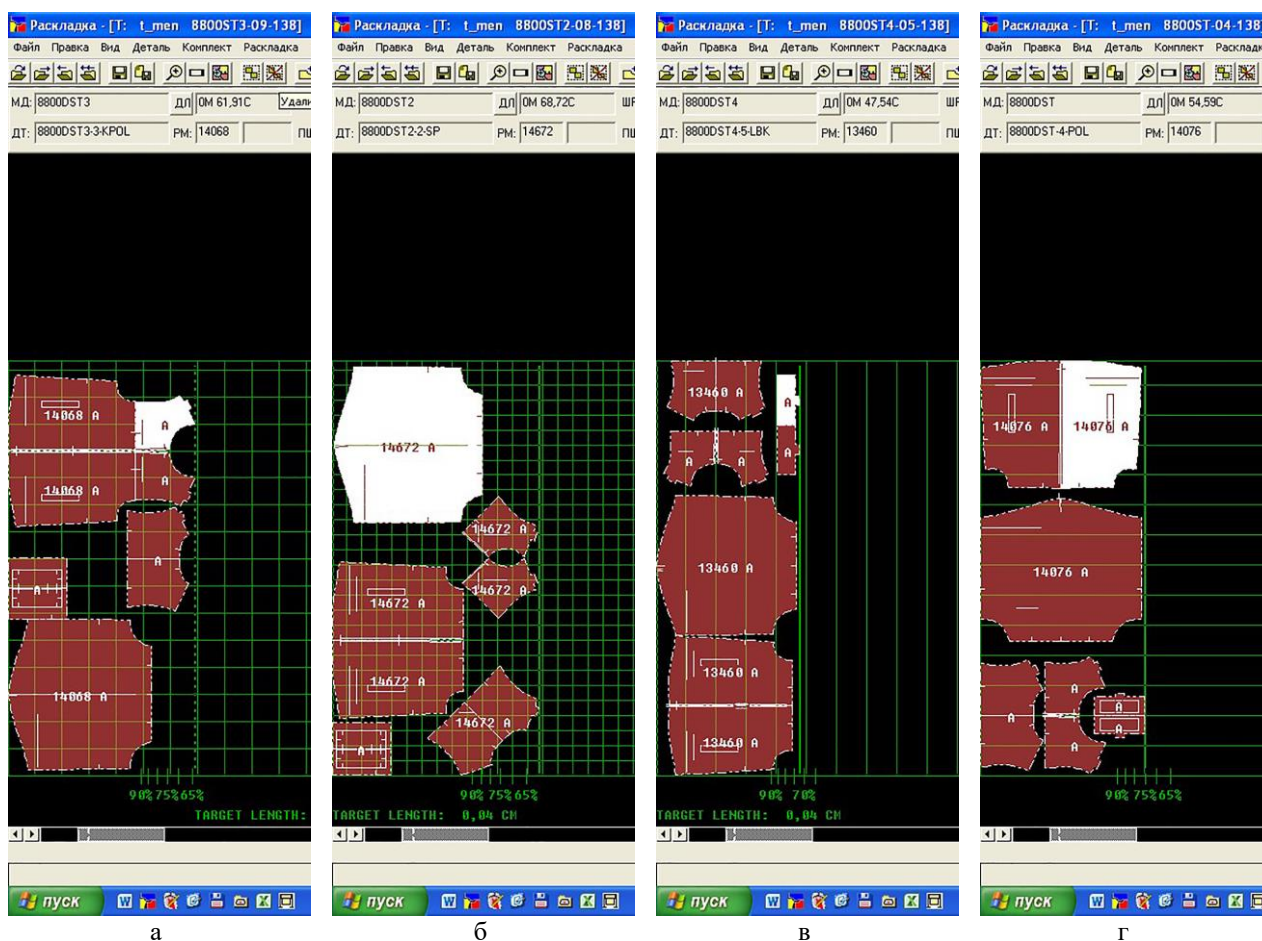 Раскладка - [Т: t_men 8800ST3-09-138]
Файл Правка Вид Деталь Комплект Раскладка
МД: 8800DST3 ДЛ 0М 61,91С Удали
ДТ: 8800DST3-3-KPOL РМ: 14068 ПШ
14068 A
A
14068 A
A
A
A
14068 A
90% 75% 65%
TARGET LENGTH:
пуск
а
Раскладка - [Т: t_men 8800ST2-08-138]
Файл Правка Вид Деталь Комплект Раскладка
МД: 8800DST2 ДЛ 0М 68,72С ШР
ДТ: 8800DST2-2-SP РМ: 14672 ПШ
14672 A
14672 A
14672 A
14672 A
14672 A
14672 A
A
90% 75% 65%
TARGET LENGTH: 0,04 CM
пуск
б
Раскладка - [Т: t_men 8800ST4-05-138]
Файл Правка Вид Деталь Комплект Раскладка
МД: 8800DST4 ДЛ 0М 47,54С ШР
ДТ: 8800DST4-5-LBK РМ: 13460 ПШ
13460 A
A
A A
A
13460 A
13460 A
13460 A
90% 70%
TARGET LENGTH: 0,04 CM
пуск
в
Раскладка - [Т: t_men 8800ST-04-138]
Файл Правка Вид Деталь Комплект Расклад
МД: 8800DST ДЛ 0М 54,59С
ДТ: 8800DST-4-POL РМ: 14076
14076 A 14076 A
14076 A
A
A
A
A
A
90% 75% 65%
пуск
г